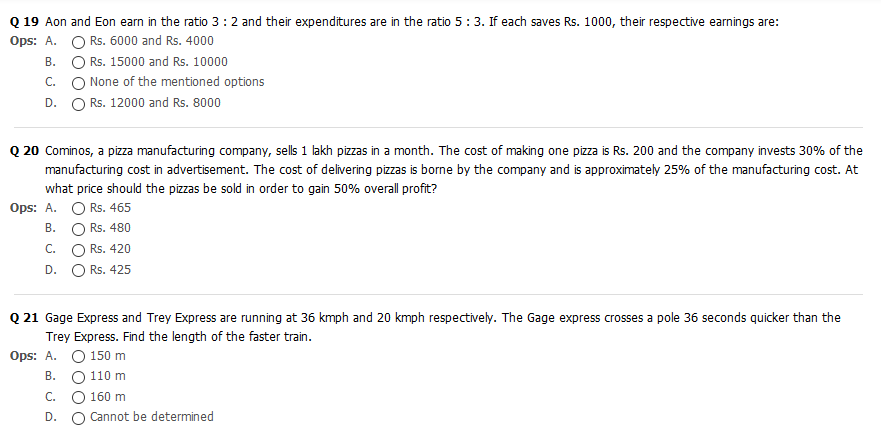 Q 19 Aon and Eon earn in the ratio 3 : 2 and their expenditures are in the ratio 5 : 3. If each saves Rs. 1000, their respective earnings are:
Ops: A. Rs. 6000 and Rs. 4000
B. Rs. 15000 and Rs. 10000
C. None of the mentioned options
D. Rs. 12000 and Rs. 8000
Q 20 Cominos, a pizza manufacturing company, sells 1 lakh pizzas in a month. The cost of making one pizza is Rs. 200 and the company invests 30% of the
manufacturing cost in advertisement. The cost of delivering pizzas is borne by the company and is approximately 25% of the manufacturing cost. At
what price should the pizzas be sold in order to gain 50% overall profit?
Ops: A. Rs. 465
B. Rs. 480
C. Rs. 420
D. Rs. 425
Q 21 Gage Express and Trey Express are running at 36 kmph and 20 kmph respectively. The Gage express crosses a pole 36 seconds quicker than the
Trey Express. Find the length of the faster train.
Ops: A. 150 m
B. 110 m
C. 160 m
D. Cannot be determined